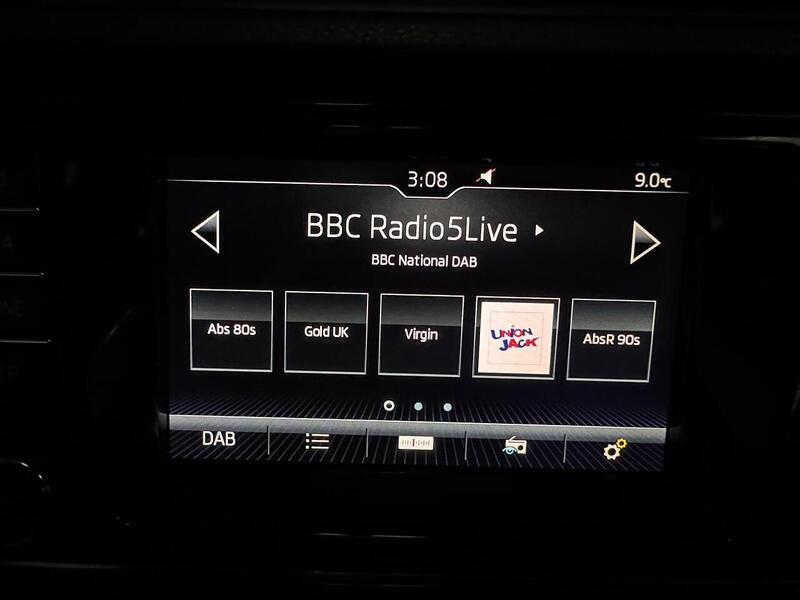 3:08
9.0°C
BBC Radio5Live
BBC National DAB
Abs 80s
Gold UK
Virgin
UNION
JACK
AbsR 90s
DAB